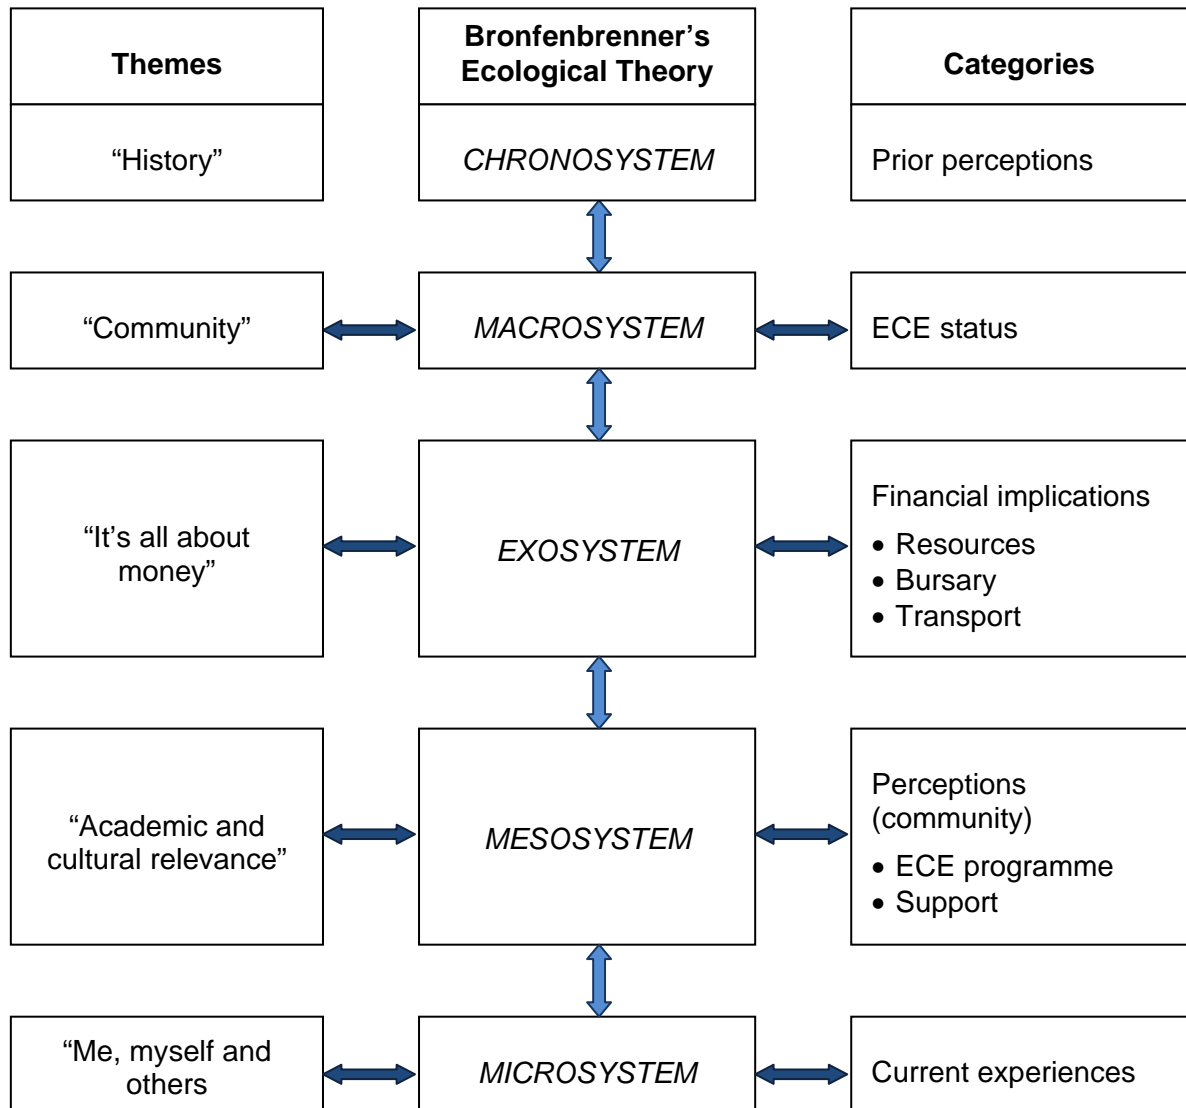 Themes
Bronfenbrenner’s
Ecological Theory
Categories
“History”
CHRONOSYSTEM
Prior perceptions
“Community”
MACROSYSTEM
ECE status
“It’s all about
money”
EXOSYSTEM
Financial implications
• Resources
• Bursary
• Transport
“Academic and
cultural relevance”
MESOSYSTEM
Perceptions
(community)
• ECE programme
• Support
“Me, myself and
others
MICROSYSTEM
Current experiences